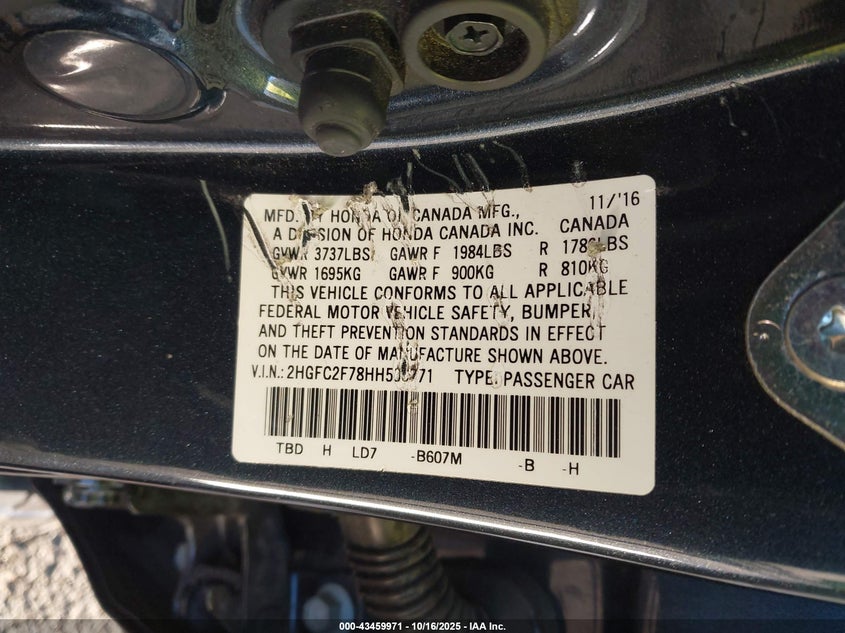 11/'16
MFD. BY HONDA OF CANADA MFG.,
A DIVISION OF HONDA CANADA INC. CANADA
GVWR 3737LBS GAWR F 1984LBS R
GVWR 1695KG GAWR F 900KG R 810KG
THIS VEHICLE CONFORMS TO ALL APPLICABLE
FEDERAL MOTOR VEHICLE SAFETY, BUMPER,
AND THEFT PREVENTION STANDARDS IN EFFECT
ON THE DATE OF MANUFACTURE SHOWN ABOVE.
V.I.N.: TYPE: PASSENGER CAR
TBD H LD7 -B607M -B -H
000-43459971 | 10/16/2025 - IAA Inc.